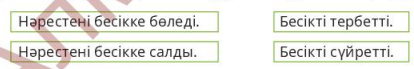 Нәрестені бесікке бөледі.
Бесікті тербетті.
Нәрестені бесікке салды.
Бесікті сүйретті.